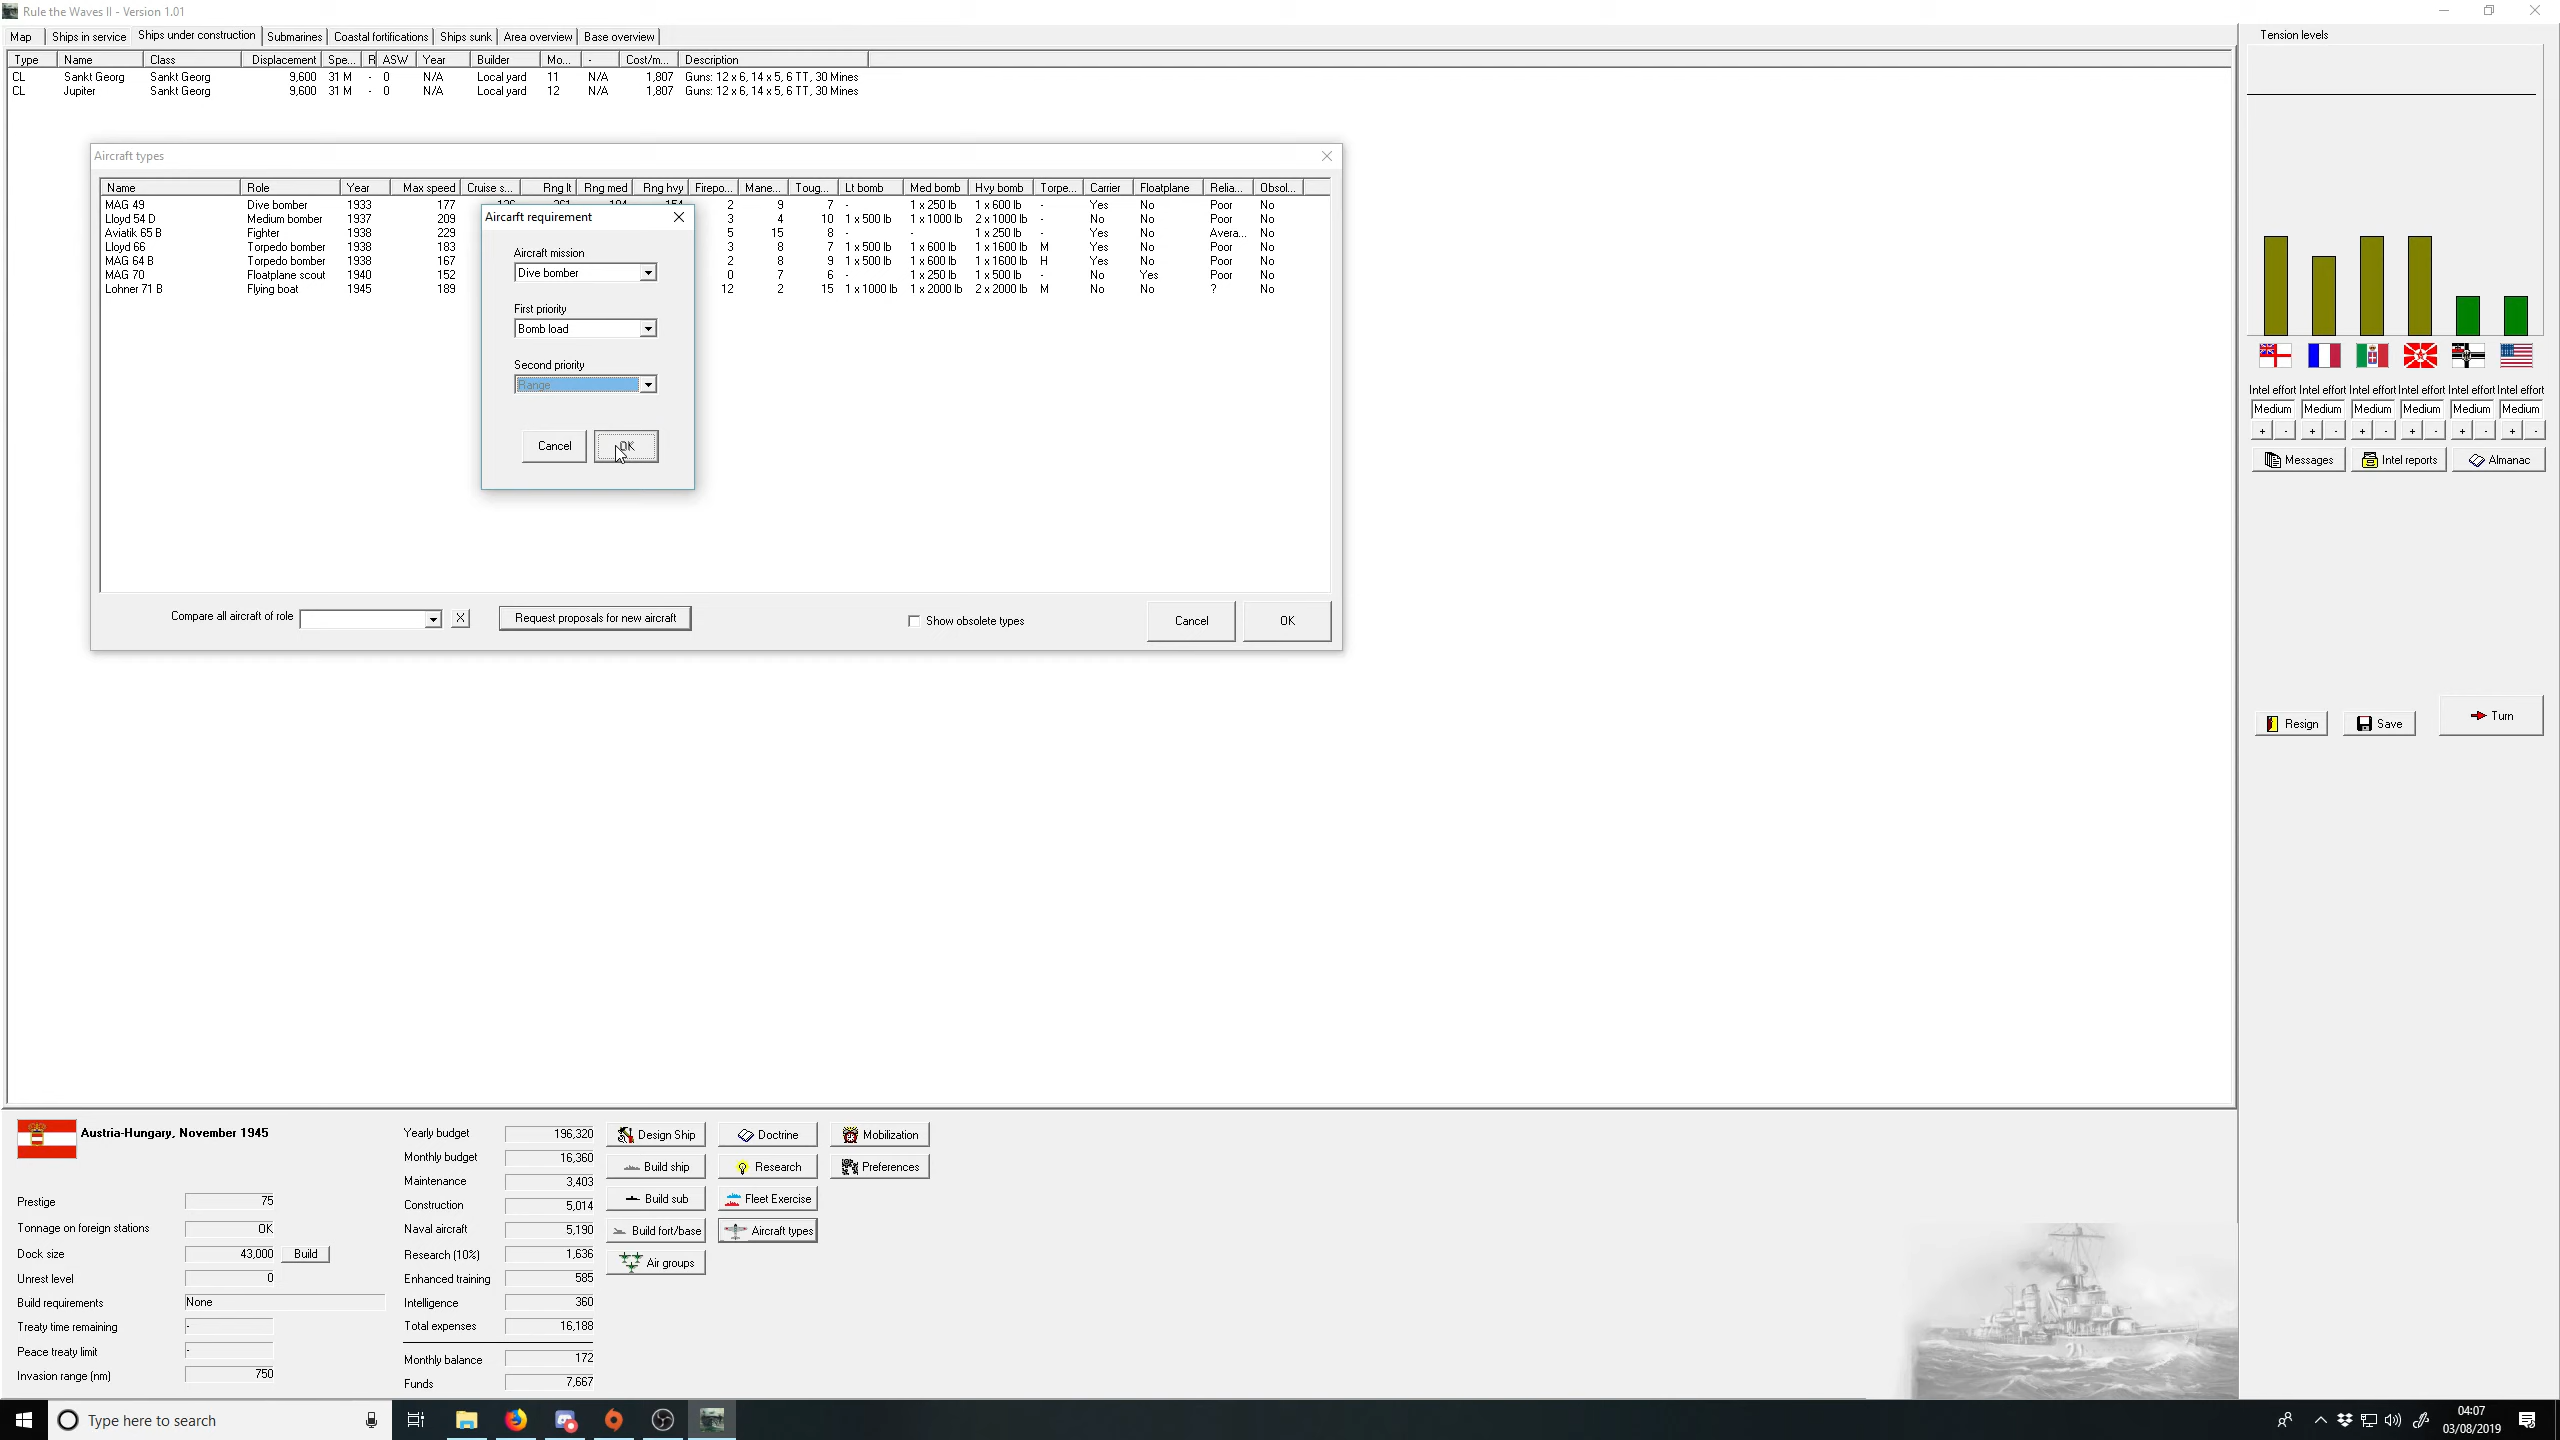 Rule the Waves II - Version 1.01
Map Ships in service Ships under construction Submarines Coastal fortifications Ships sunk Area overview Base overview
Type Name Class Displacement Spe... R ASW Year Builder Mo... - Cost/m... Description
CL Sankt Georg Sankt Georg 9,600 31 M - 0 N/A Local yard 11 N/A 1,807 Guns: 12 x 6, 14 x 5, 6 TT, 30 Mines
CL Jupiter Sankt Georg 9,600 31 M - 0 N/A Local yard 12 N/A 1,807 Guns: 12 x 6, 14 x 5, 6 TT, 30 Mines
Aircraft types
Name Role Year Max speed Cruise s... Rng lt Rng med Rng hvy Firepo... Mane... Toug... Lt bomb Med bomb Hvy bomb Torpe... Carrier Floatplane Relia... Obsol...
MAG 49 Dive bomber 1933 177 2 9 7 - 1 x 250 lb 1 x 600 lb - Yes No Poor No
Lloyd 54 D Medium bomber 1937 209 3 4 10 1 x 500 lb 1 x 1000 lb 2 x 1000 lb - No No Poor No
Aviatik 65 B Fighter 1938 229 5 15 8 - - 1 x 250 lb - Yes No Avera... No
Lloyd 66 Torpedo bomber 1938 183 3 8 7 1 x 500 lb 1 x 600 lb 1 x 1600 lb M Yes No Poor No
MAG 64 B Torpedo bomber 1938 167 2 8 9 1 x 500 lb 1 x 600 lb 1 x 1600 lb H Yes No Poor No
MAG 70 Floatplane scout 1940 152 0 7 6 - 1 x 250 lb 1 x 500 lb - No Yes Poor No
Lohner 71 B Flying boat 1945 189 12 2 15 1 x 1000 lb 1 x 2000 lb 2 x 2000 lb M No No ? No
Aircarft requirement
Aircraft mission
Dive bomber
First priority
Bomb load
Second priority
Range
Cancel OK
Compare all aircraft of role X Request proposals for new aircraft Show obsolete types Cancel OK
Tension levels
Intel effort Intel effort Intel effort Intel effort Intel effort Intel effort
Medium Medium Medium Medium Medium Medium
+ - + - + - + - + - + -
Messages Intel reports Almanac
Resign Save Turn
Austria-Hungary, November 1945
Prestige 75
Tonnage on foreign stations OK
Dock size 43,000 Build
Unrest level 0
Build requirements None
Treaty time remaining -
Peace treaty limit -
Invasion range (nm) 750
Yearly budget 196,320
Monthly budget 16,360
Maintenance 3,403
Construction 5,014
Naval aircraft 5,190
Research (10%) 1,636
Enhanced training 585
Intelligence 360
Total expenses 16,188
Monthly balance 172
Funds 7,667
Design Ship Doctrine Mobilization
Build ship Research Preferences
Build sub Fleet Exercise
Build fort/base Aircraft types
Air groups
Type here to search
04:07
03/08/2019